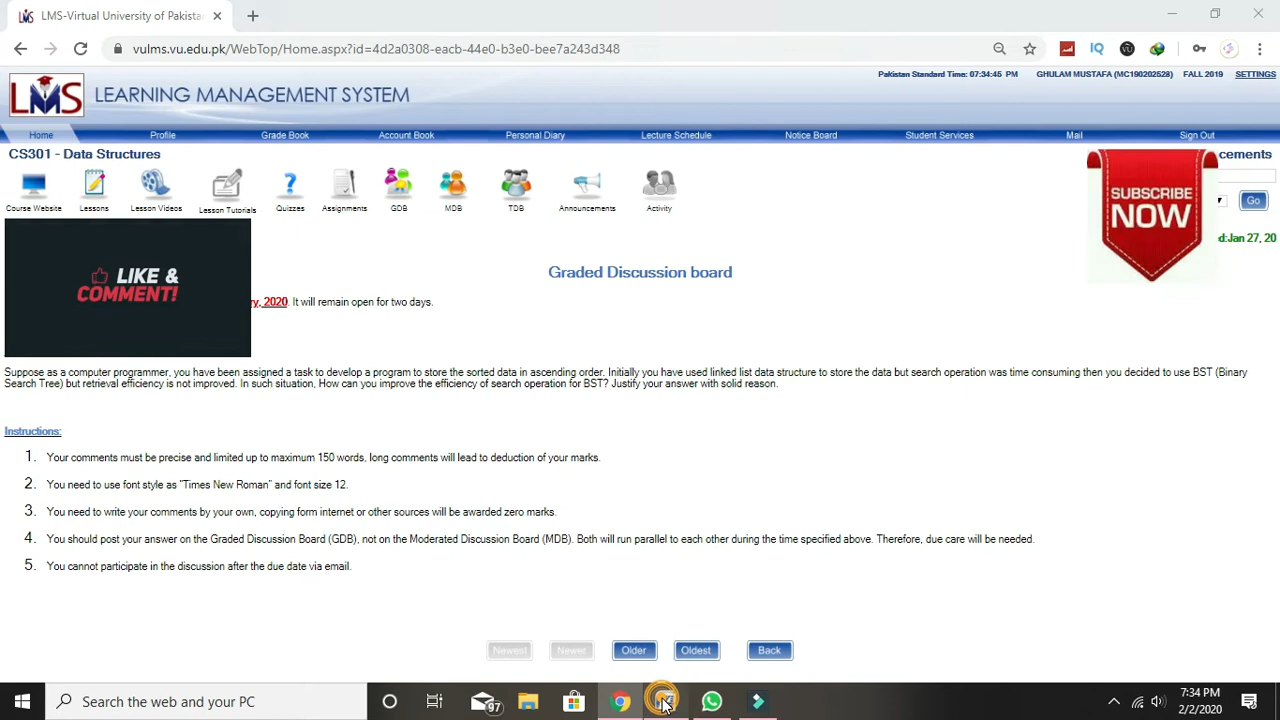 LMS-Virtual University of Pakista
vulms.vu.edu.pk/WebTop/Home.aspx?id=4d2a0308-eacb-44e0-b3e0-bee7a243d348
Pakistan Standard Time: 07:34:45 PM GHULAM MUSTAFA (MC190202528) FALL 2019 SETTINGS
LMS LEARNING MANAGEMENT SYSTEM
Home Profile Grade Book Account Book Personal Diary Lecture Schedule Notice Board Student Services Mail Sign Out
CS301 - Data Structures
cements
Course Website Lessons Lesson Videos Lesson Tutorials Quizzes Assignments GDB MDB TDB Announcements Activity
Go
SUBSCRIBE
NOW
d:Jan 27, 20
LIKE &
COMMENT!
Graded Discussion board
ry, 2020. It will remain open for two days.
Suppose as a computer programmer, you have been assigned a task to develop a program to store the sorted data in ascending order. Initially you have used linked list data structure to store the data but search operation was time consuming then you decided to use BST (Binary
Search Tree) but retrieval efficiency is not improved. In such situation, How can you improve the efficiency of search operation for BST? Justify your answer with solid reason.
Instructions:
1. Your comments must be precise and limited up to maximum 150 words, long comments will lead to deduction of your marks.
2. You need to use font style as “Times New Roman” and font size 12.
3. You need to write your comments by your own, copying form internet or other sources will be awarded zero marks.
4. You should post your answer on the Graded Discussion Board (GDB), not on the Moderated Discussion Board (MDB). Both will run parallel to each other during the time specified above. Therefore, due care will be needed.
5. You cannot participate in the discussion after the due date via email.
Newest Newer Older Oldest Back
Search the web and your PC
97
7:34 PM
2/2/2020